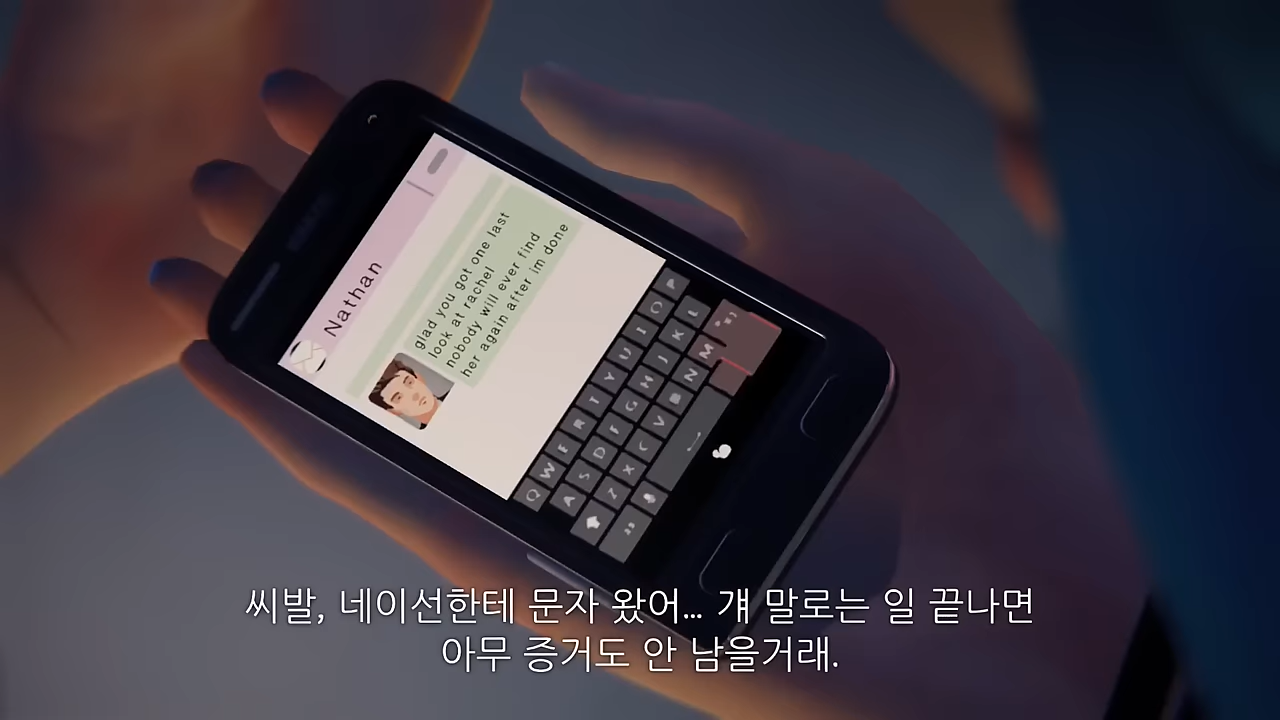 Nathan
glad you got one last
look at rachel
nobody will ever find
her again after im done
Q W E R T Y U I O P
A S D F G H J K L
Z X C V B N M
씨발, 네이선한테 문자 왔어... 걔 말로는 일 끝나면
아무 증거도 안 남을거래.